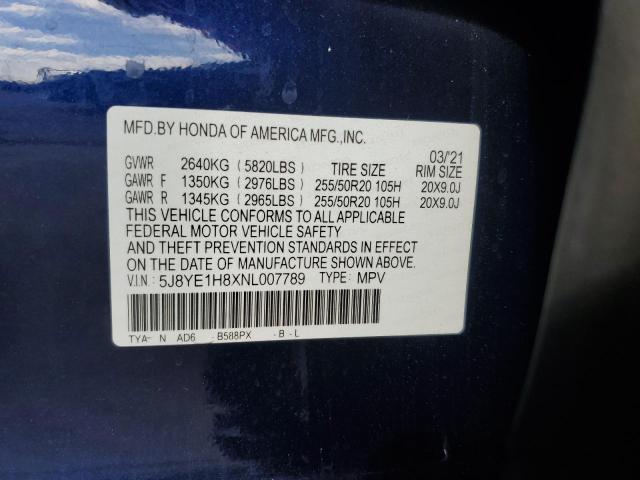 MFD.BY HONDA OF AMERICA MFG.,INC.
03/'21
GVWR 2640KG (5820LBS) TIRE SIZE RIM SIZE
GAWR F 1350KG (2976LBS) 255/50R20 105H 20X9.0J
GAWR R 1345KG (2965LBS) 255/50R20 105H 20X9.0J
THIS VEHICLE CONFORMS TO ALL APPLICABLE
FEDERAL MOTOR VEHICLE SAFETY
AND THEFT PREVENTION STANDARDS IN EFFECT
ON THE DATE OF MANUFACTURE SHOWN ABOVE.
V.I.N.: 5J8YE1H8XNL007789 TYPE: MPV
TYA- N AD6 - B588PX - B - L